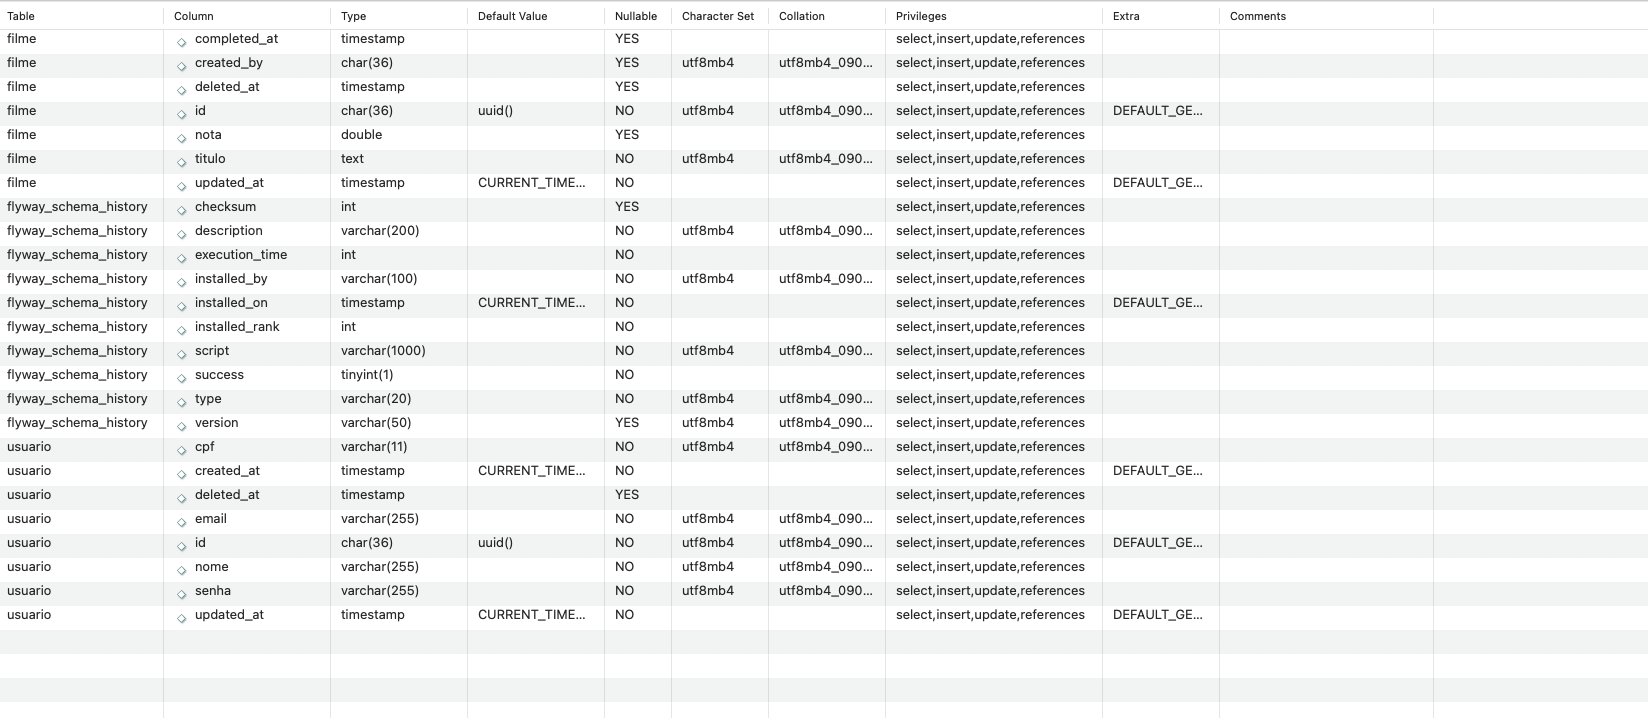 Table Column Type Default Value Nullable Character Set Collation Privileges Extra Comments
filme completed_at timestamp YES select,insert,update,references
filme created_by char(36) YES utf8mb4 utf8mb4_090... select,insert,update,references
filme deleted_at timestamp YES select,insert,update,references
filme id char(36) uuid() NO utf8mb4 utf8mb4_090... select,insert,update,references DEFAULT_GE...
filme nota double YES select,insert,update,references
filme titulo text NO utf8mb4 utf8mb4_090... select,insert,update,references
filme updated_at timestamp CURRENT_TIME... NO select,insert,update,references DEFAULT_GE...
flyway_schema_history checksum int YES select,insert,update,references
flyway_schema_history description varchar(200) NO utf8mb4 utf8mb4_090... select,insert,update,references
flyway_schema_history execution_time int NO select,insert,update,references
flyway_schema_history installed_by varchar(100) NO utf8mb4 utf8mb4_090... select,insert,update,references
flyway_schema_history installed_on timestamp CURRENT_TIME... NO select,insert,update,references DEFAULT_GE...
flyway_schema_history installed_rank int NO select,insert,update,references
flyway_schema_history script varchar(1000) NO utf8mb4 utf8mb4_090... select,insert,update,references
flyway_schema_history success tinyint(1) NO select,insert,update,references
flyway_schema_history type varchar(20) NO utf8mb4 utf8mb4_090... select,insert,update,references
flyway_schema_history version varchar(50) YES utf8mb4 utf8mb4_090... select,insert,update,references
usuario cpf varchar(11) NO utf8mb4 utf8mb4_090... select,insert,update,references
usuario created_at timestamp CURRENT_TIME... NO select,insert,update,references DEFAULT_GE...
usuario deleted_at timestamp YES select,insert,update,references
usuario email varchar(255) NO utf8mb4 utf8mb4_090... select,insert,update,references
usuario id char(36) uuid() NO utf8mb4 utf8mb4_090... select,insert,update,references DEFAULT_GE...
usuario nome varchar(255) NO utf8mb4 utf8mb4_090... select,insert,update,references
usuario senha varchar(255) NO utf8mb4 utf8mb4_090... select,insert,update,references
usuario updated_at timestamp CURRENT_TIME... NO select,insert,update,references DEFAULT_GE...